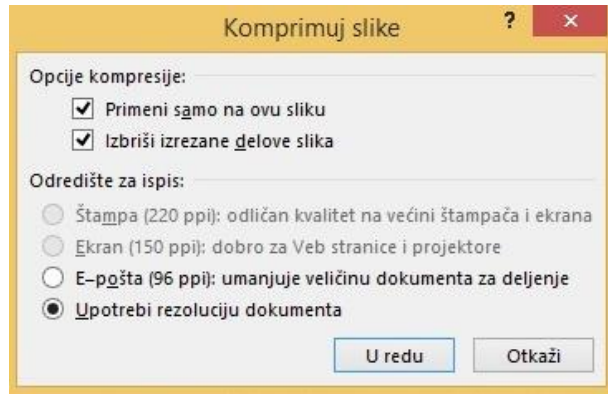 Komprimuj slike
?
×
Opcije kompresije:
Primeni samo na ovu sliku
Izbriši izrezane delove slika
Odredište za ispis:
Štampa (220 ppi): odličan kvalitet na većini štampača i ekrana
Ekran (150 ppi): dobro za Veb stranice i projektore
E-pošta (96 ppi): umanjuje veličinu dokumenta za deljenje
Upotrebi rezoluciju dokumenta
U redu
Otkaži